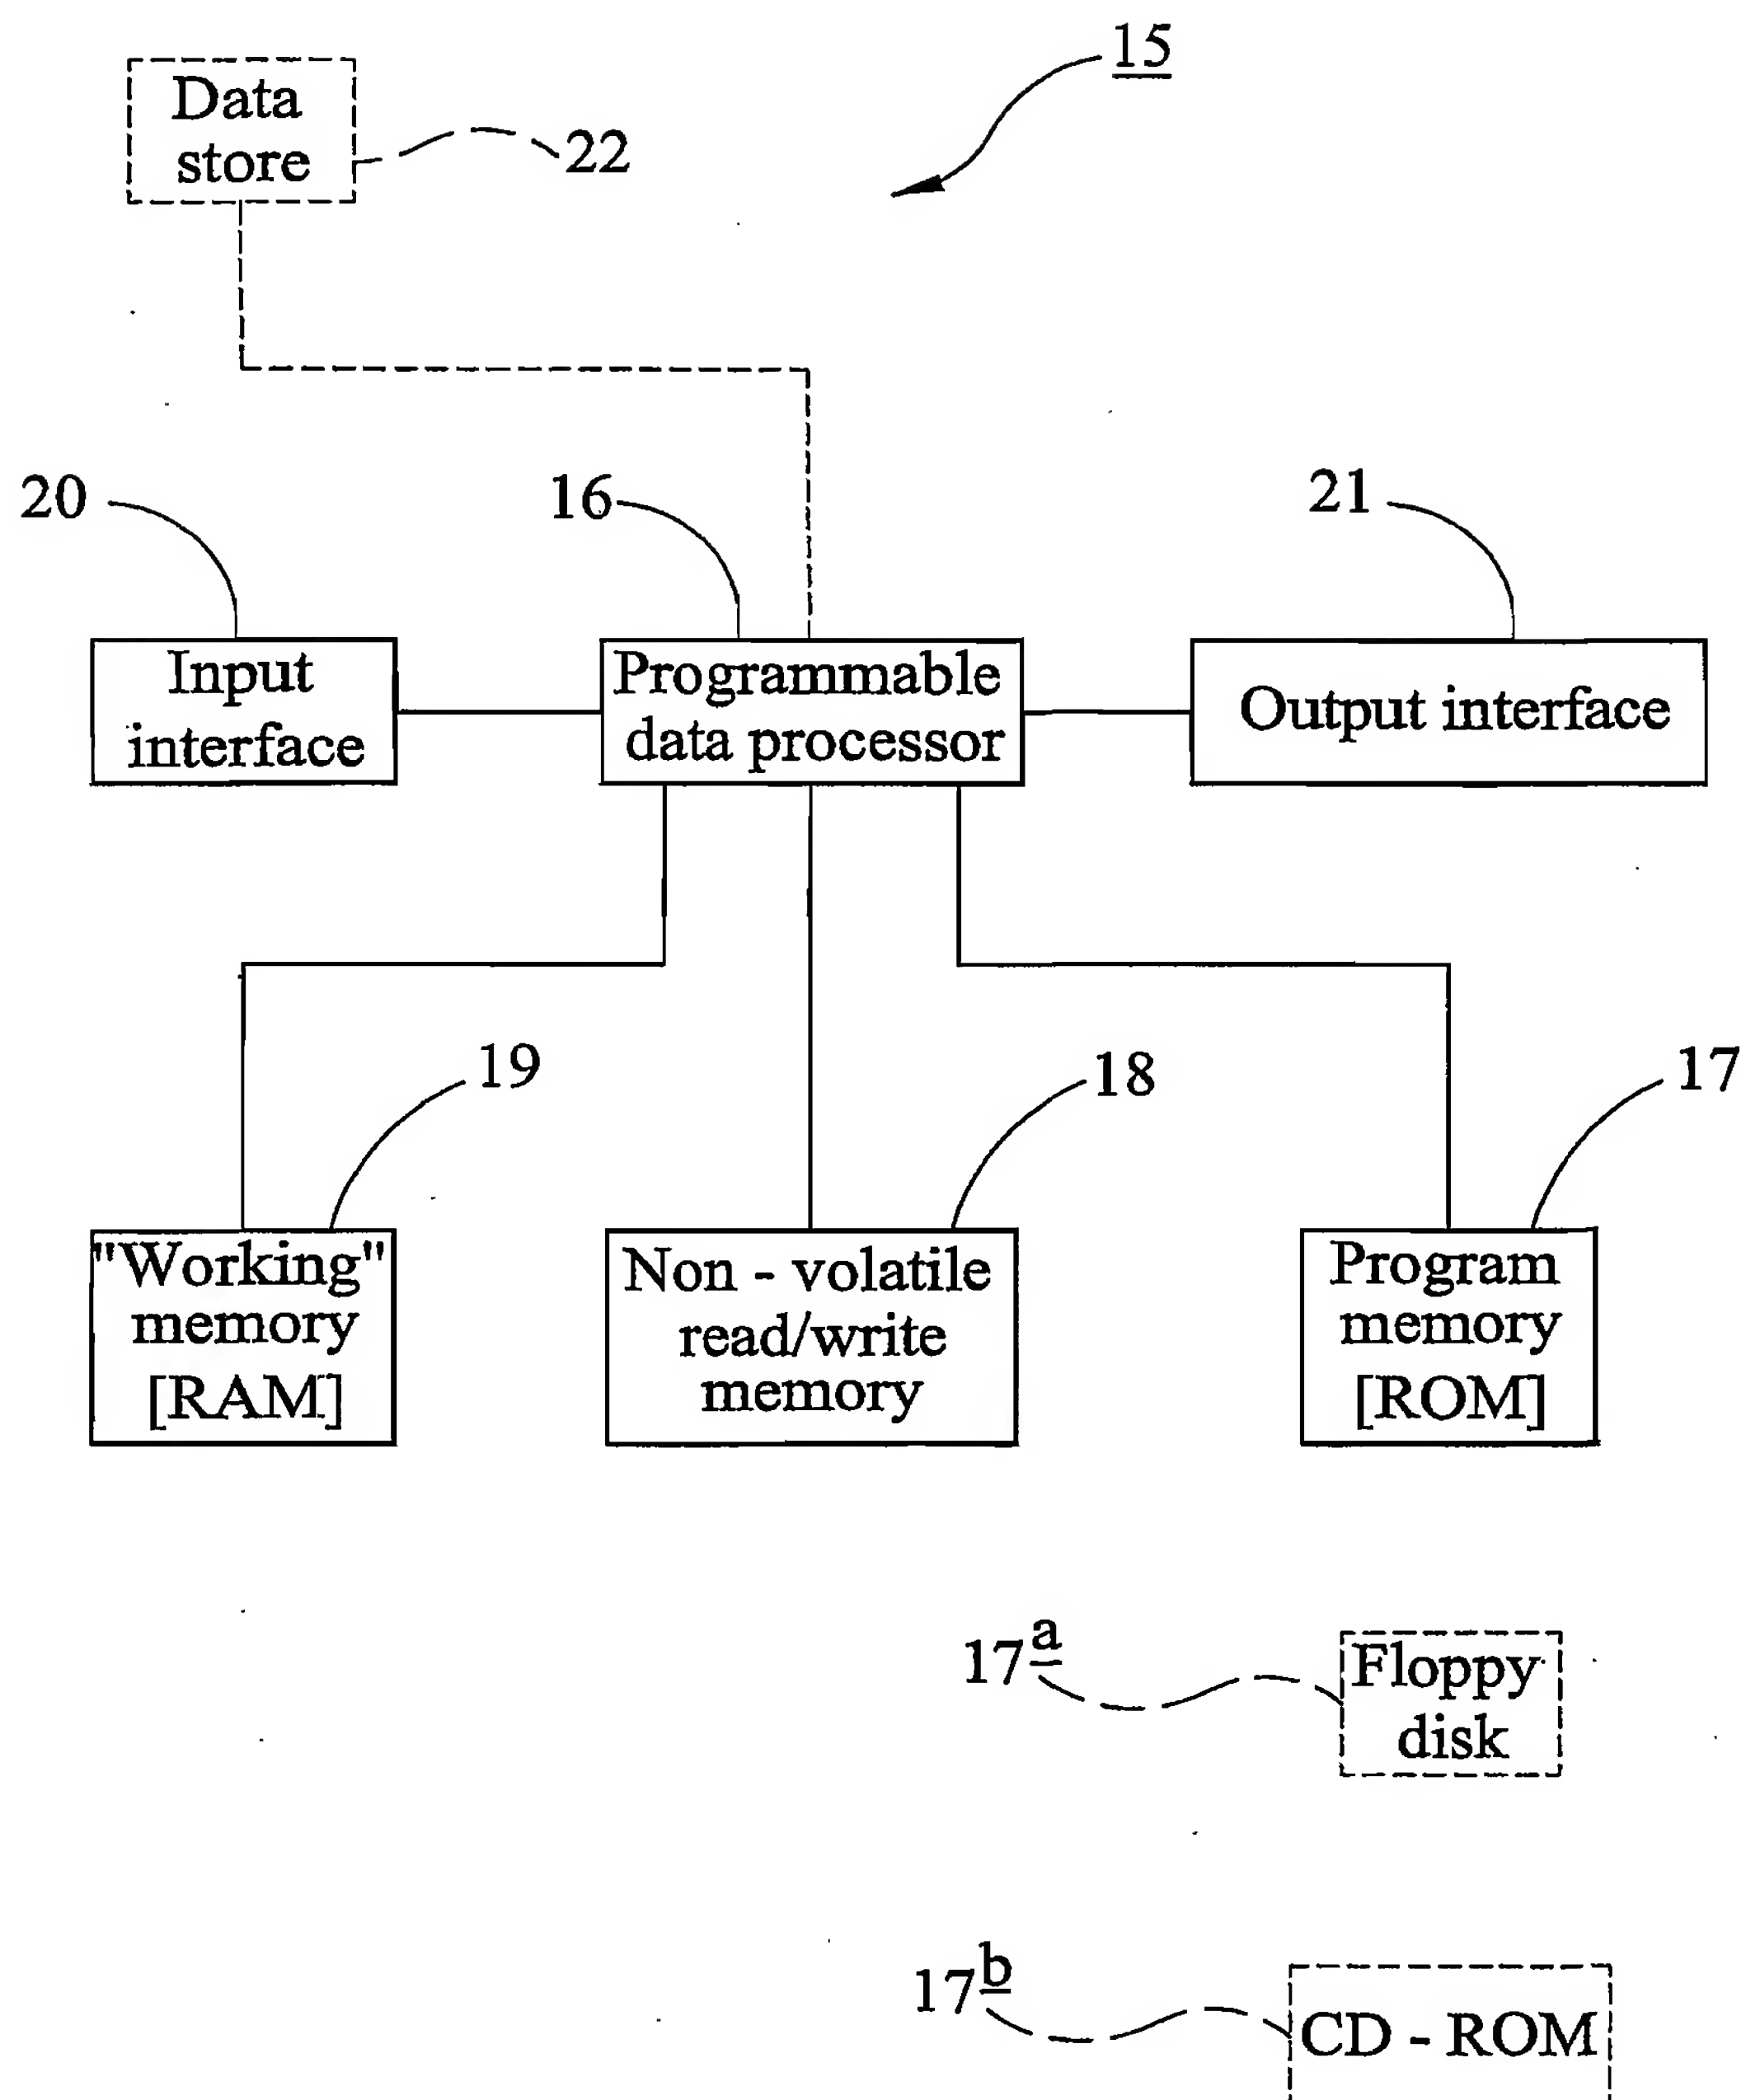 15
Data
store
22
20
16
21
Input
interface
Programmable
data processor
Output interface
19
18
17
"Working"
memory
[RAM]
Non - volatile
read/write
memory
Program
memory
[ROM]
17a
Floppy
disk
17b
CD - ROM